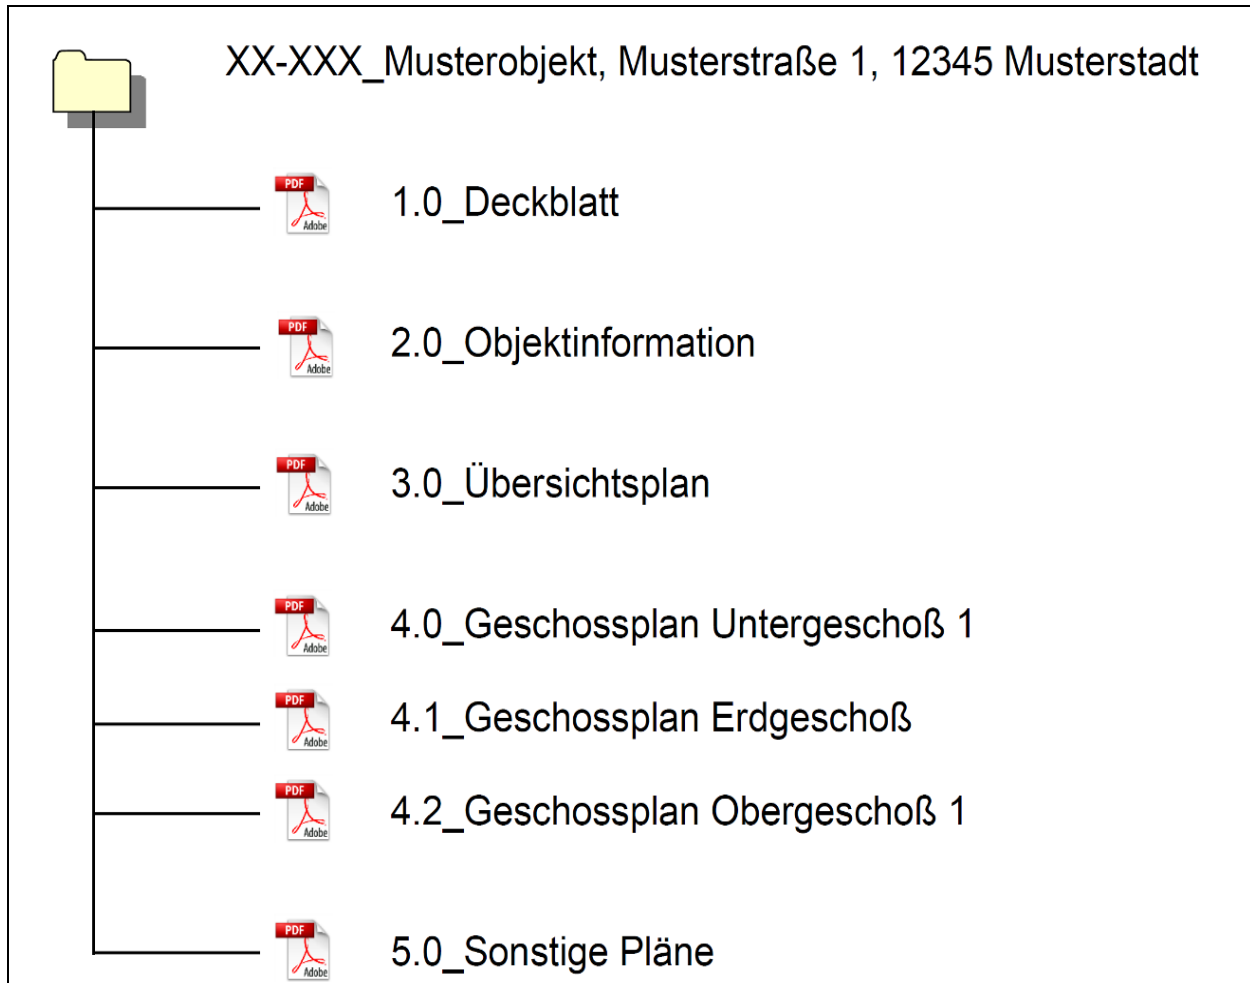 XX-XXX_Musterobjekt, Musterstraße 1, 12345 Musterstadt
PDF
Adobe
1.0_Deckblatt
PDF
Adobe
2.0_Objektinformation
PDF
Adobe
3.0_Übersichtsplan
PDF
Adobe
4.0_Geschossplan Untergeschoß 1
PDF
Adobe
4.1_Geschossplan Erdgeschoß
PDF
Adobe
4.2_Geschossplan Obergeschoß 1
PDF
Adobe
5.0_Sonstige Pläne